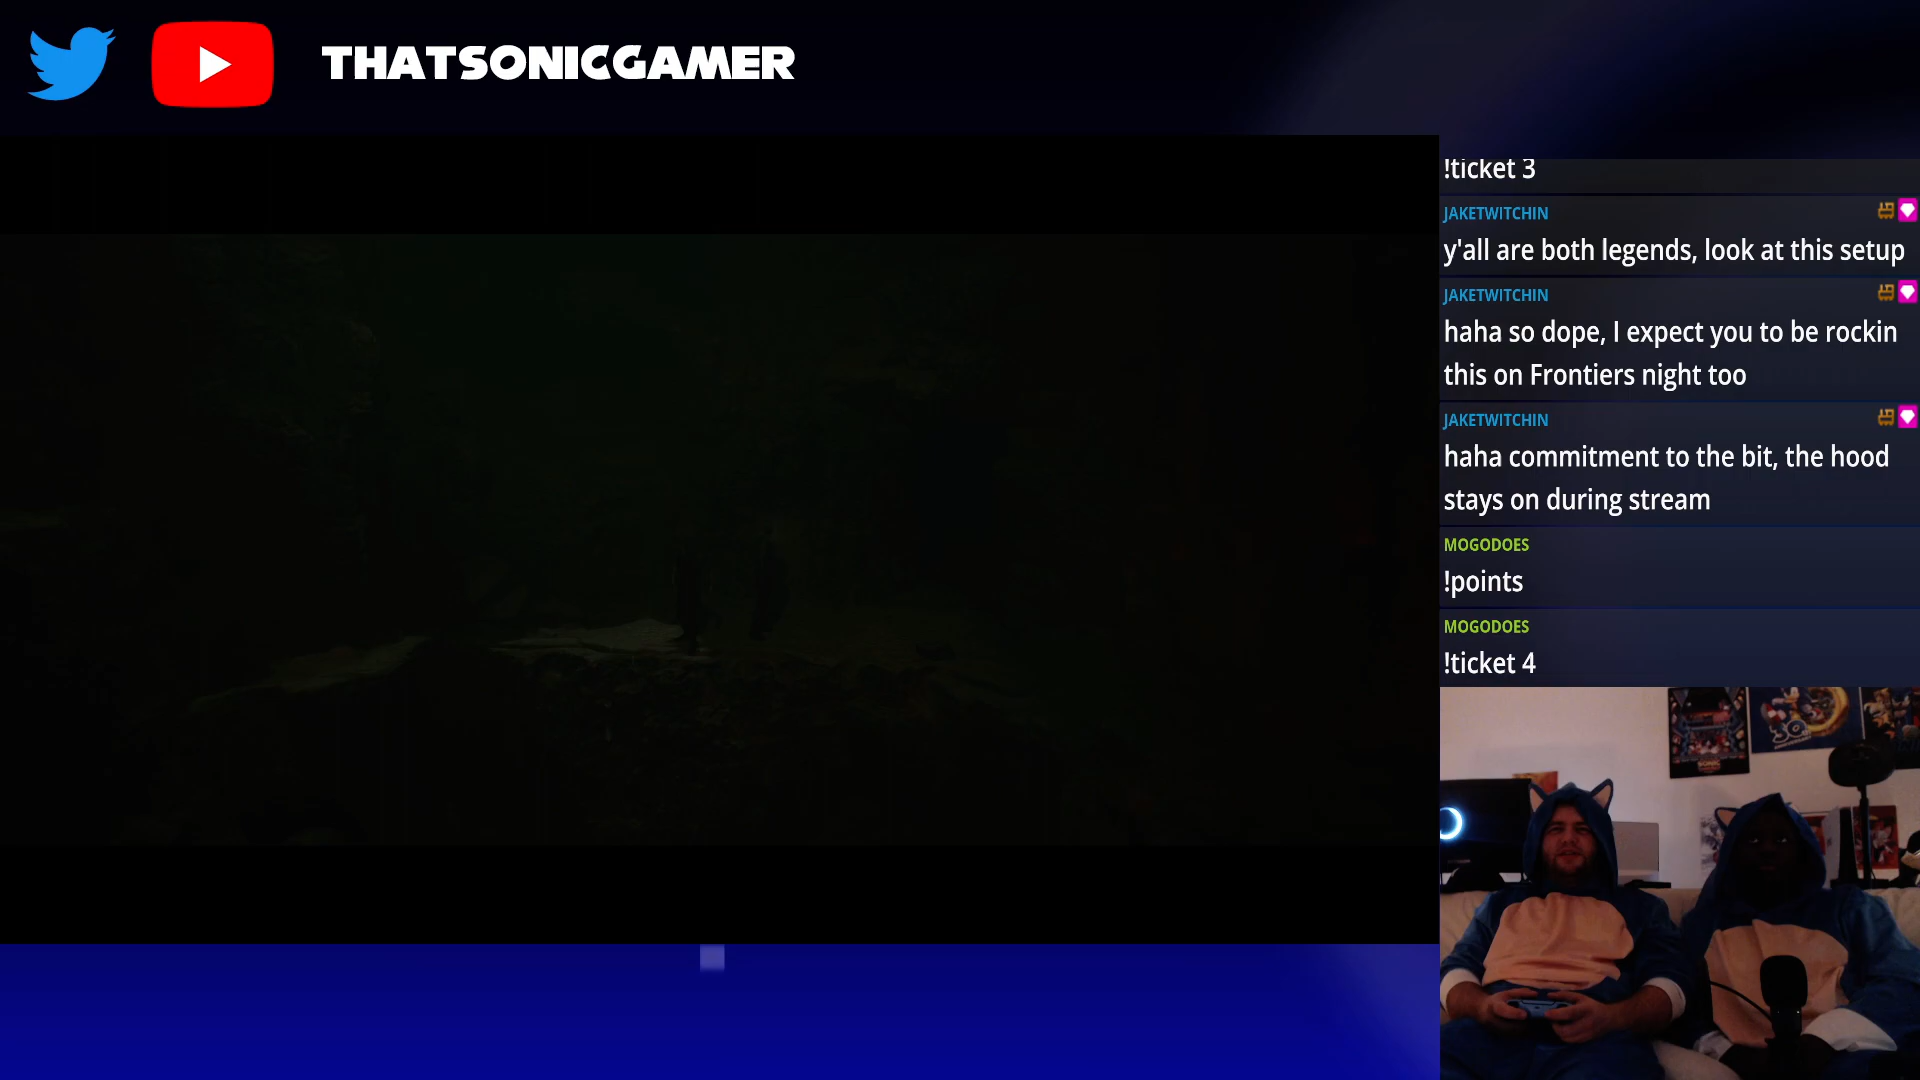 THATSONICGAMER
!ticket 3
JAKETWITCHIN
y'all are both legends, look at this setup
JAKETWITCHIN
haha so dope, I expect you to be rockin
this on Frontiers night too
JAKETWITCHIN
haha commitment to the bit, the hood
stays on during stream
MOGODOES
!points
MOGODOES
!ticket 4
SONIC
30